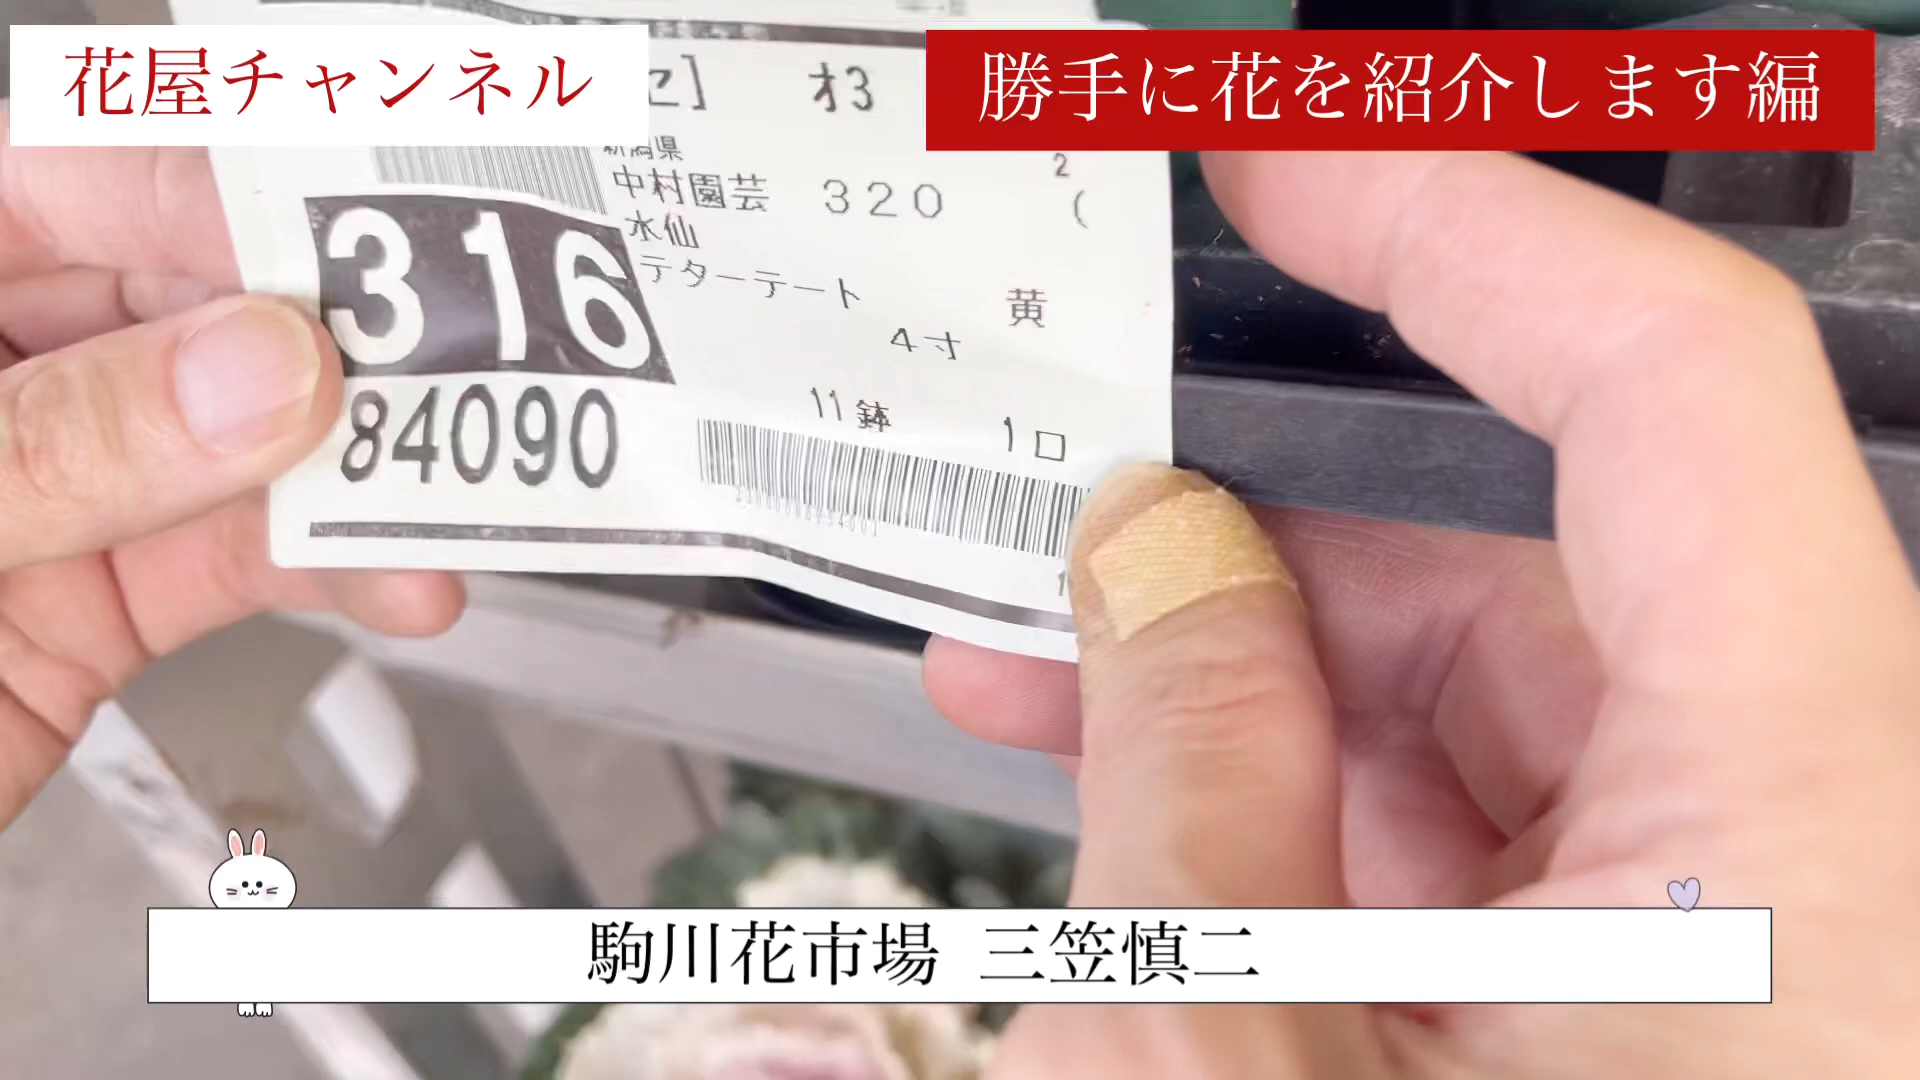 花屋チャンネル
勝手に花を紹介します編
セ] オ3
新潟県
2
中村園芸 320 (
水仙
316
テターテート 黄
4寸
84090
11鉢 1口
駒川花市場 三笠慎二